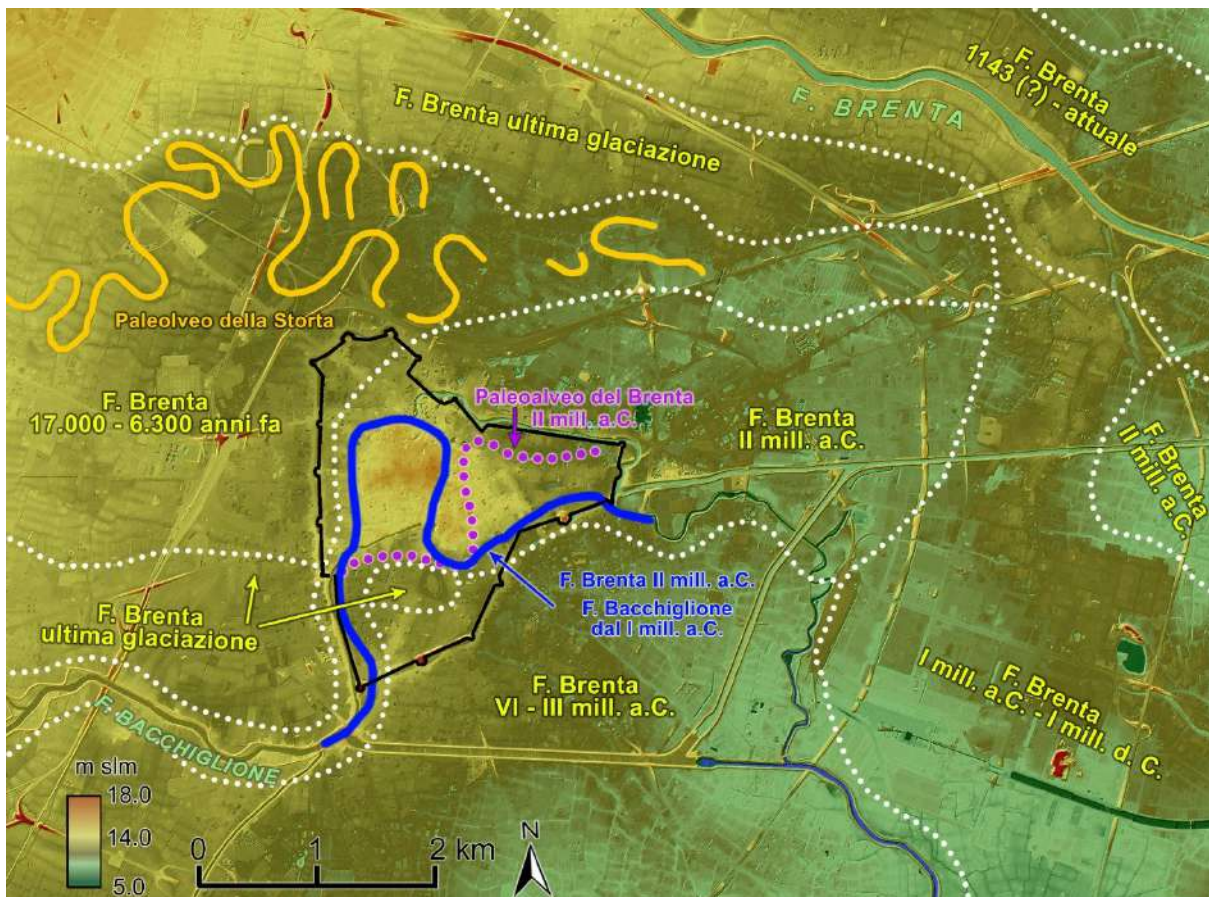 F. Brenta
1143 (?) - attuale
F. BRENTA
F. Brenta ultima glaciazione
Paleolveo della Storta
F. Brenta
17.000 - 6.300 anni fa
Paleoalveo del Brenta
II mill. a.C.
F. Brenta
II mill. a.C.
F. Brenta
II mill. a.C.
F. Brenta II mill. a.C.
F. Bacchiglione
dal I mill. a.C.
F. Brenta
ultima glaciazione
F. Brenta
VI - III mill. a.C.
F. Brenta
I mill. a.C. - I mill. d. C.
F. BACCHIGLIONE
m slm
18.0
14.0
5.0
0 1 2 km
N